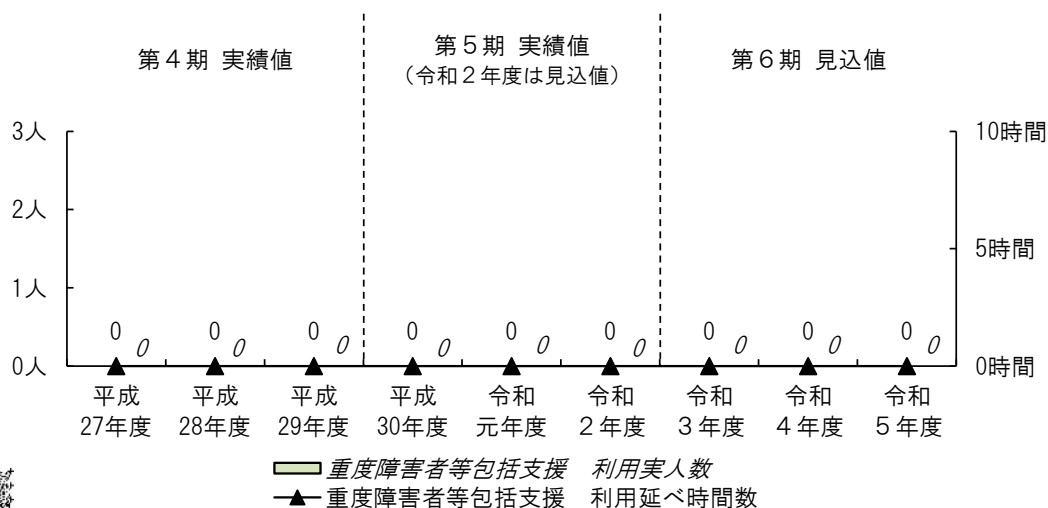 第４期 実績値
第５期 実績値
（令和２年度は見込値）
第６期 見込値
3人
2人
1人
0人
10時間
5時間
0時間
0 0 0 0 0 0 0 0 0
0 0 0 0 0 0 0 0 0
平成 平成 平成 平成 令和 令和 令和 令和 令和
27年度 28年度 29年度 30年度 元年度 ２年度 ３年度 ４年度 ５年度
重度障害者等包括支援　利用実人数
重度障害者等包括支援　利用延べ時間数